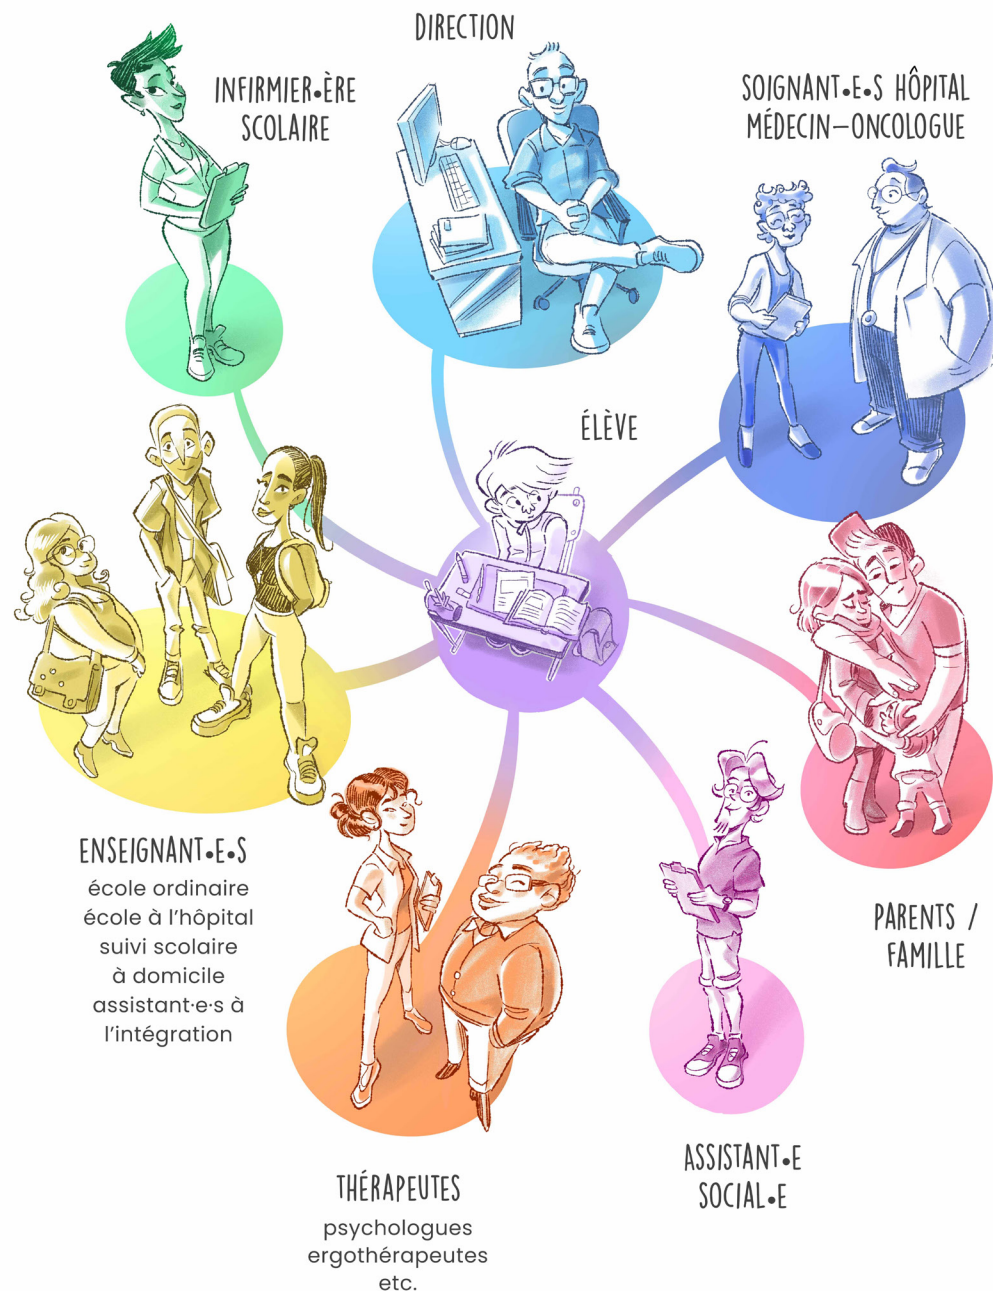 DIRECTION
INFIRMIER•ÈRE
SCOLAIRE
SOIGNANT•E•S HÔPITAL
MÉDECIN–ONCOLOGUE
ÉLÈVE
ENSEIGNANT•E•S
école ordinaire
école à l’hôpital
suivi scolaire
à domicile
assistant·e·s à
l’intégration
PARENTS /
FAMILLE
THÉRAPEUTES
psychologues
ergothérapeutes
etc.
ASSISTANT•E
SOCIAL•E